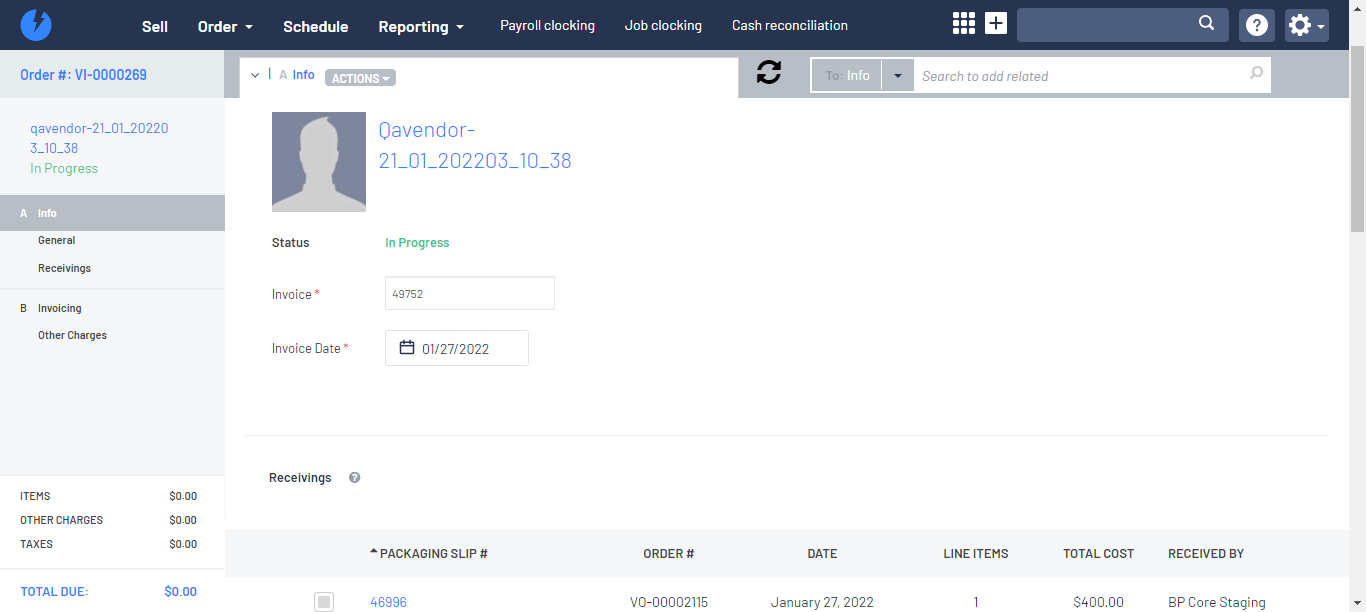 Sell
Order
Schedule
Reporting
Payroll clocking
Job clocking
Cash reconciliation
Order #: VI-0000269
A Info
ACTIONS
To: Info
Search to add related
qavendor-21_01_20220
3_10_38
In Progress
A Info
General
Receivings
B Invoicing
Other Charges
ITEMS $0.00
OTHER CHARGES $0.00
TAXES $0.00
TOTAL DUE: $0.00
Qavendor-
21_01_202203_10_38
Status In Progress
Invoice * 49752
Invoice Date * 01/27/2022
Receivings ?
PACKAGING SLIP # ORDER # DATE LINE ITEMS TOTAL COST RECEIVED BY
46996 VO-00002115 January 27, 2022 1 $400.00 BP Core Staging